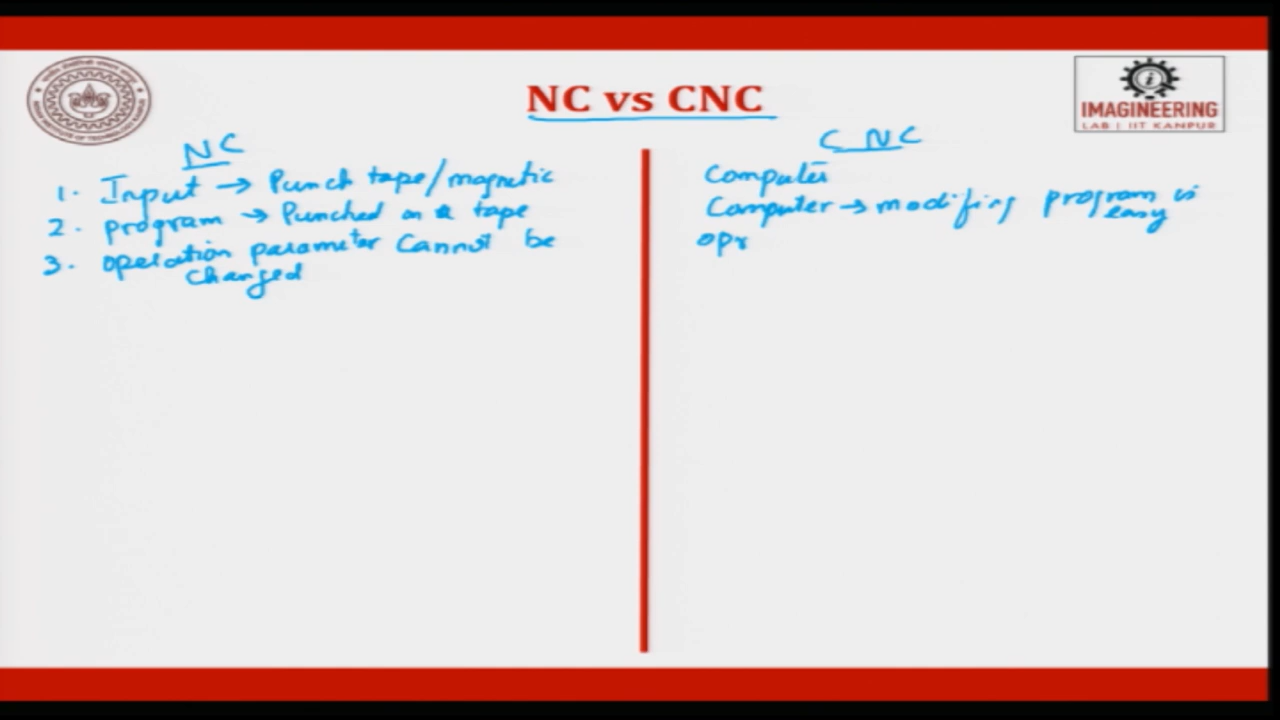 NC vs CNC
IMAGINEERING
LAB | IIT KANPUR
NC
1. Input → Punch tape/magnetic
2. program → Punched on a tape
3. operation parameter Cannot be
changed
CNC
Computer
Computer → modifing program is
easy
opr